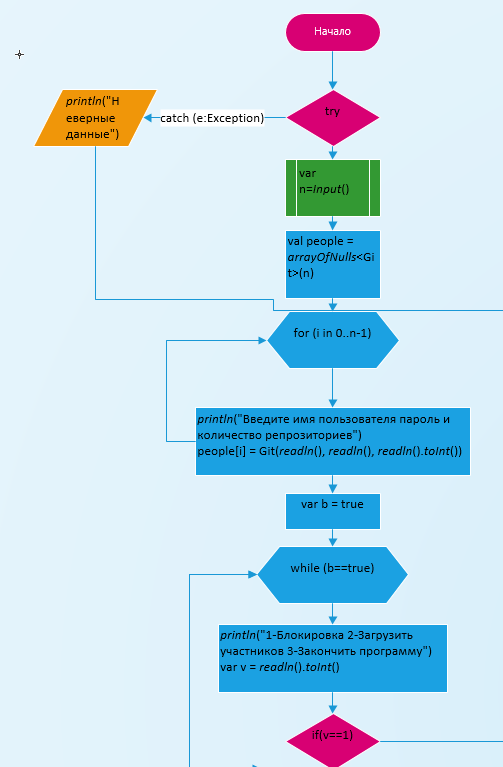 Начало
try
catch (e:Exception)
println("Н
еверные
данные")
var
n=Input()
val people =
arrayOfNulls<Gi
t>(n)
for (i in 0..n-1)
println("Введите имя пользователя пароль и
количество репрозиториев")
people[i] = Git(readln(), readln(), readln().toInt())
var b = true
while (b==true)
println("1-Блокировка 2-Загрузить
участников 3-Закончить программу")
var v = readln().toInt()
if(v==1)